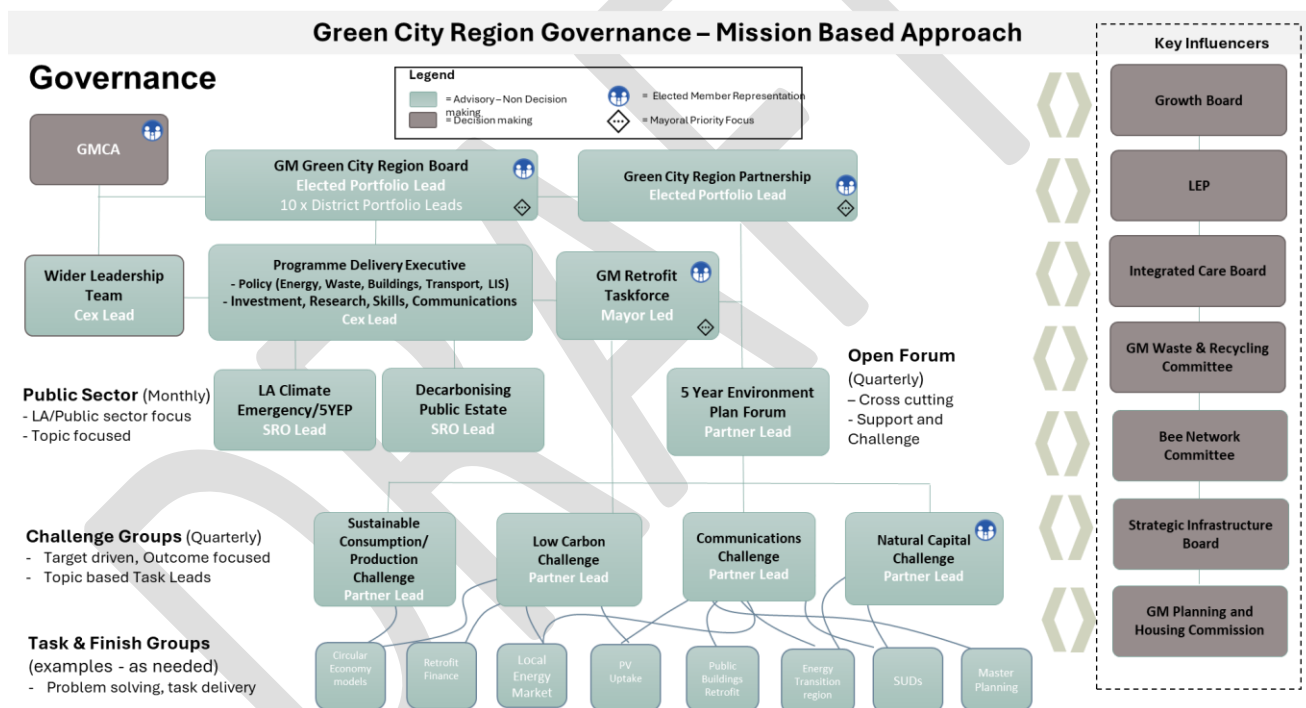 Green City Region Governance – Mission Based Approach
Governance
Legend
= Advisory – Non Decision
making
= Decision making
= Elected Member Representation
= Mayoral Priority Focus
GMCA
GM Green City Region Board
Elected Portfolio Lead
10 x District Portfolio Leads
Green City Region Partnership
Elected Portfolio Lead
Wider Leadership
Team
Cex Lead
Programme Delivery Executive
- Policy (Energy, Waste, Buildings, Transport, LIS)
- Investment, Research, Skills, Communications
Cex Lead
GM Retrofit
Taskforce
Mayor Led
Public Sector (Monthly)
- LA/Public sector focus
- Topic focused
LA Climate
Emergency/5YEP
SRO Lead
Decarbonising
Public Estate
SRO Lead
5 Year Environment
Plan Forum
Partner Lead
Open Forum
(Quarterly)
– Cross cutting
- Support and
Challenge
Challenge Groups (Quarterly)
- Target driven, Outcome focused
- Topic based Task Leads
Sustainable
Consumption/
Production
Challenge
Partner Lead
Low Carbon
Challenge
Partner Lead
Communications
Challenge
Partner Lead
Natural Capital
Challenge
Partner Lead
Task & Finish Groups
(examples - as needed)
- Problem solving, task delivery
Circular
Economy
models
Retrofit
Finance
Local
Energy
Market
PV
Uptake
Public
Buildings
Retrofit
Energy
Transition
region
SUDs
Master
Planning
Key Influencers
Growth Board
LEP
Integrated Care Board
GM Waste & Recycling
Committee
Bee Network
Committee
Strategic Infrastructure
Board
GM Planning and
Housing Commission
DRAFT